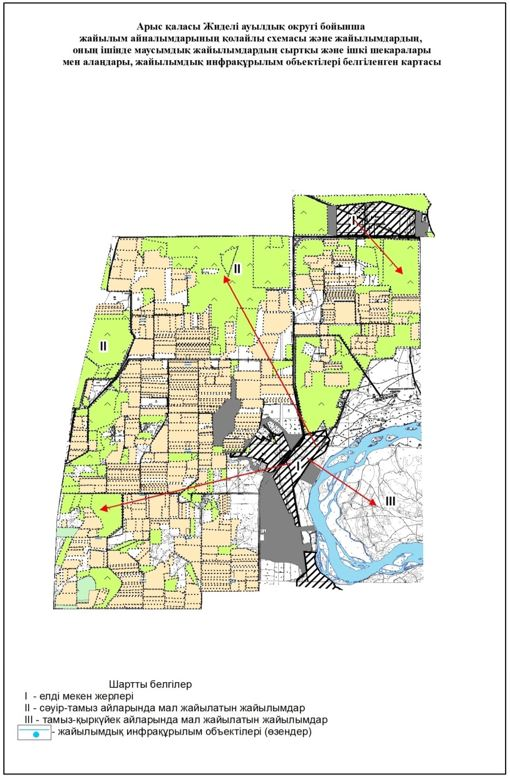 Арыс қаласы Жиделі ауылдық округі бойынша
жайылым айналымдарының қолайлы схемасы және жайылымдардың,
оның ішінде маусымдық жайылымдардың сыртқы және ішкі шекаралары
мен алаңдары, жайылымдық инфрақұрылым объектілері белгіленген картасы
I
II
II
I
III
Шартты белгілер
I - елді мекен жерлері
II - сәуір-тамыз айларында мал жайылатын жайылымдар
III - тамыз-қыркүйек айларында мал жайылатын жайылымдар
- жайылымдық инфрақұрылым объектілері (өзендер)